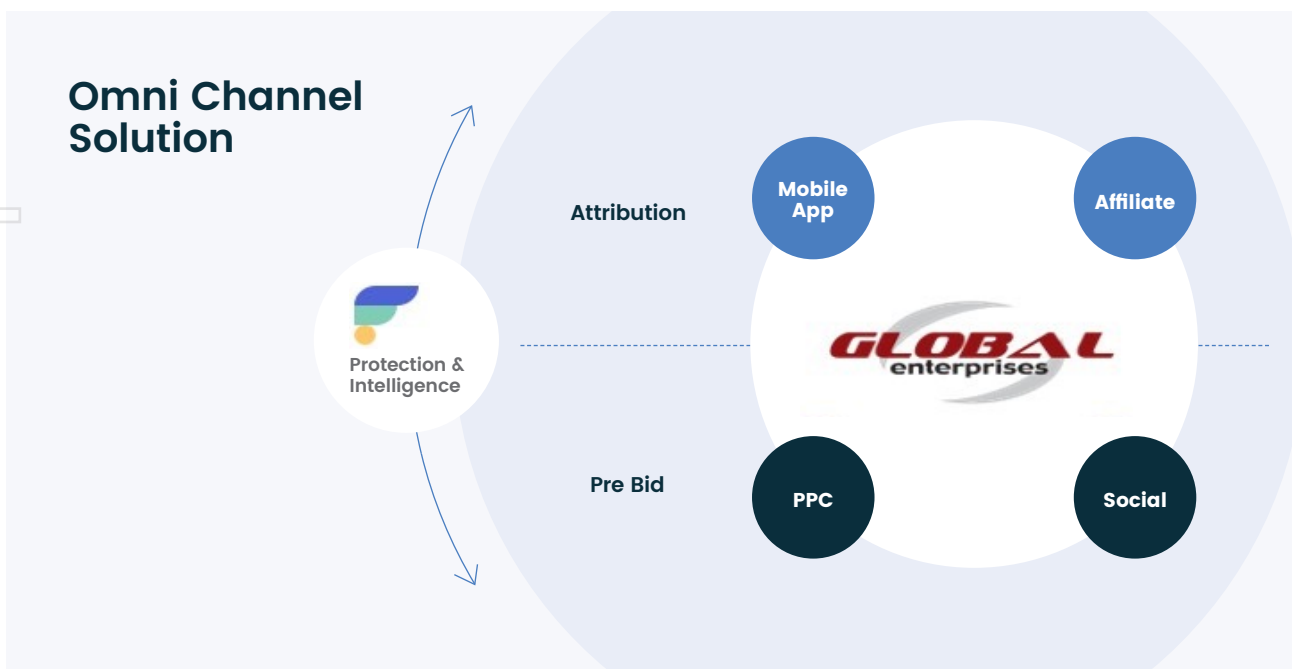 Omni Channel
Solution
Attribution
Mobile
App
Affiliate
Protection &
Intelligence
GLOBAL
enterprises
Pre Bid
PPC
Social